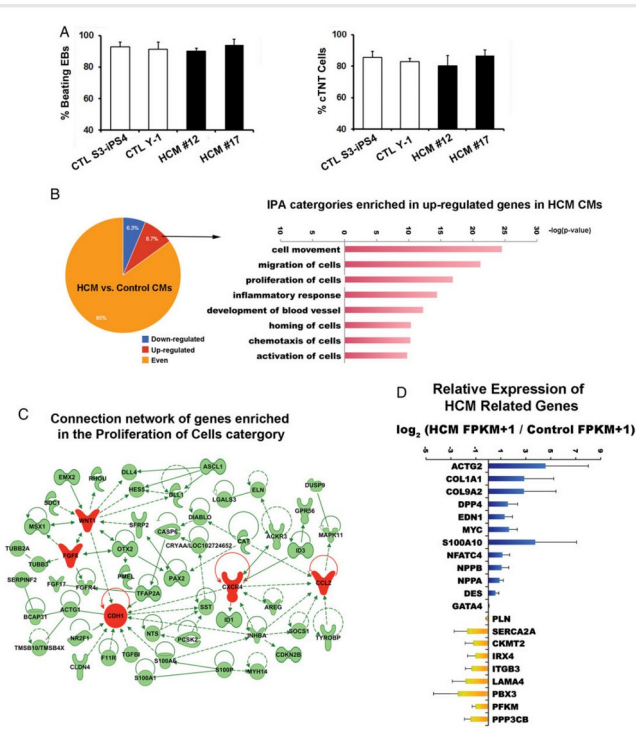 A
% Beating EBs
100
80
60
40
CTL S3-iPS4
CTL Y-1
HCM #12
HCM #17
% cTNT Cells
100
80
60
40
CTL S3-iPS4
CTL Y-1
HCM #12
HCM #17
B
IPA catergories enriched in up-regulated genes in HCM CMs
6.3%
8.7%
85%
HCM vs. Control CMs
Down-regulated
Up-regulated
Even
10 5 0 5 10 15 20 25 30 -log(p-value)
cell movement
migration of cells
proliferation of cells
inflammatory response
development of blood vessel
homing of cells
chemotaxis of cells
activation of cells
C
Connection network of genes enriched
in the Proliferation of Cells catergory
ASCL1
EMX2
RHOU
DLL4
HES5
DLL1
ELN
DUSP9
SDC1
LGALS3
GPR56
WNT1
MSX1
SFRP2
DIABLO
CASP6
ACKR3
MAPK11
CAT
CRYAA/LOC102724652
TUBB2A
TUBB3
OTX2
ID3
FGF8
SERPINF2
FGF17
FGFR4
PMEL
PAX2
TFAP2A
CXCR4
CCL2
BCAP31
ACTG1
CDH1
SST
AREG
ID1
NTS
INHBA
SOCS1
TYROBP
TMSB10/TMSB4X
NR2F1
PCSK2
CDKN2B
CLDN4
F11R
TGFBI
S100A6
S100A1
S100P
MYH14
D
Relative Expression of
HCM Related Genes
log₂ (HCM FPKM+1 / Control FPKM+1)
-5 -3 -1 1 3 5 7 9
ACTG2
COL1A1
COL9A2
DPP4
EDN1
MYC
S100A10
NFATC4
NPPB
NPPA
DES
GATA4
PLN
SERCA2A
CKMT2
IRX4
ITGB3
LAMA4
PBX3
PFKM
PPP3CB